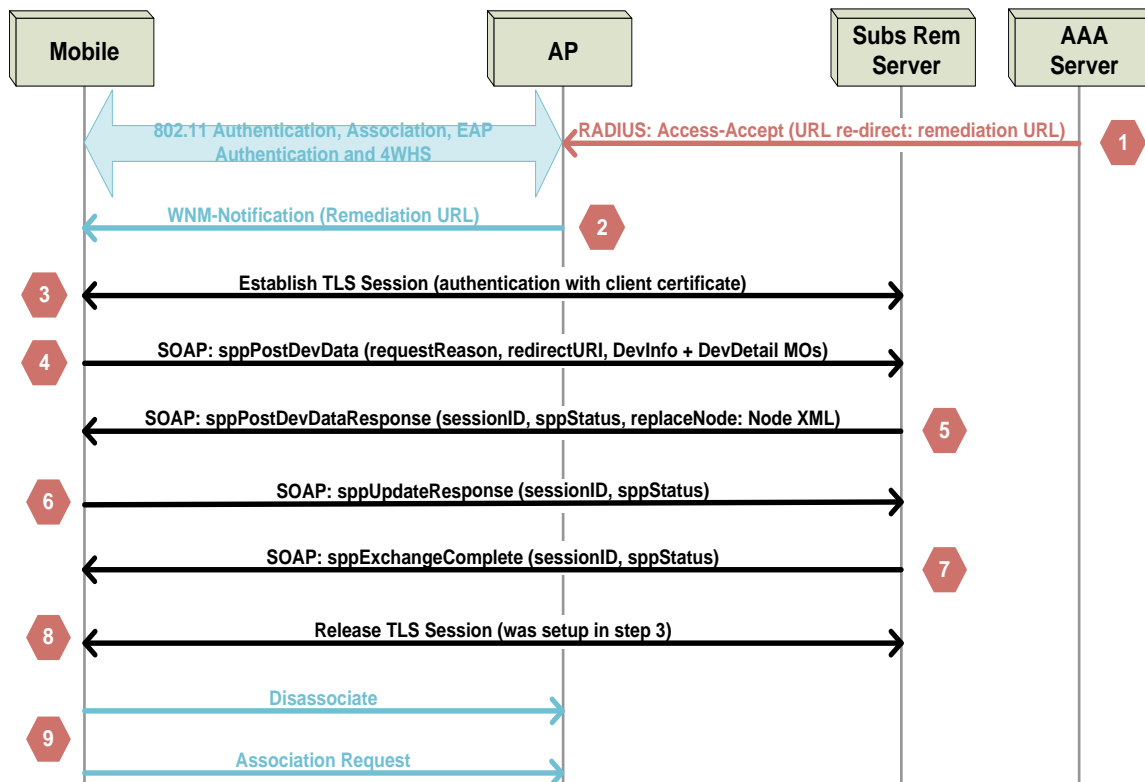 Mobile
AP
Subs Rem
Server
AAA
Server
802.11 Authentication, Association, EAP
Authentication and 4WHS
RADIUS: Access-Accept (URL re-direct: remediation URL)
1
WNM-Notification (Remediation URL)
2
3
Establish TLS Session (authentication with client certificate)
4
SOAP: sppPostDevData (requestReason, redirectURI, DevInfo + DevDetail MOs)
SOAP: sppPostDevDataResponse (sessionID, sppStatus, replaceNode: Node XML)
5
6
SOAP: sppUpdateResponse (sessionID, sppStatus)
SOAP: sppExchangeComplete (sessionID, sppStatus)
7
8
Release TLS Session (was setup in step 3)
Disassociate
9
Association Request